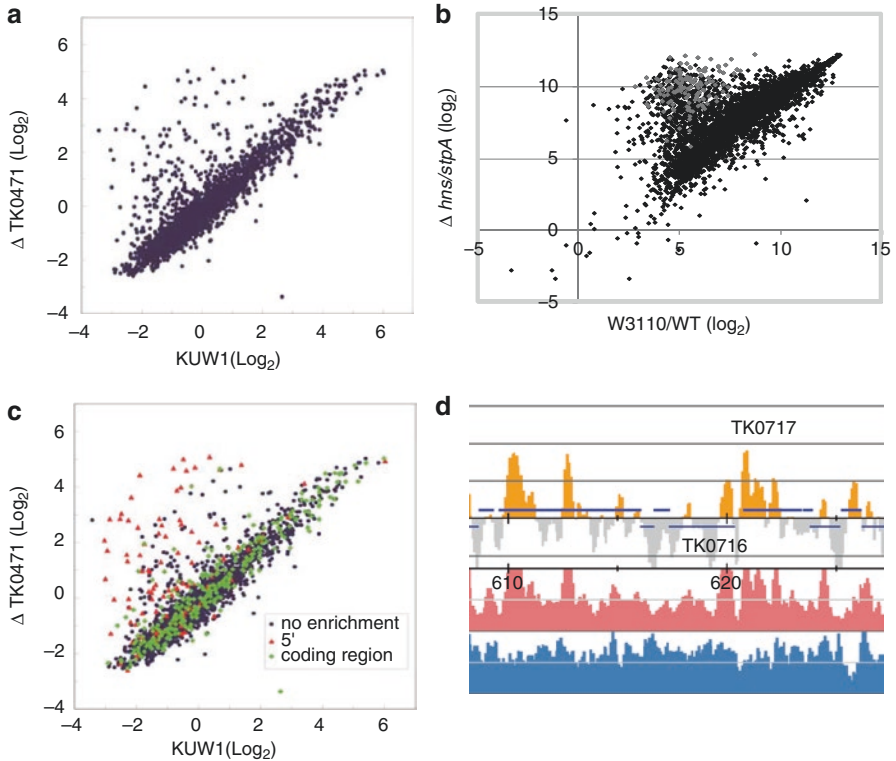 a
6
4
2
0
−2
−4
−4
−2
0
2
4
6
Δ TK0471 (Log2)
KUW1(Log2)
b
15
10
5
0
−5
−5
0
5
10
15
Δ hns/stpA (log2)
W3110/WT (log2)
c
6
4
2
0
−2
−4
−4
−2
0
2
4
6
Δ TK0471 (Log2)
KUW1(Log2)
no enrichment
5'
coding region
d
TK0717
TK0716
610
620